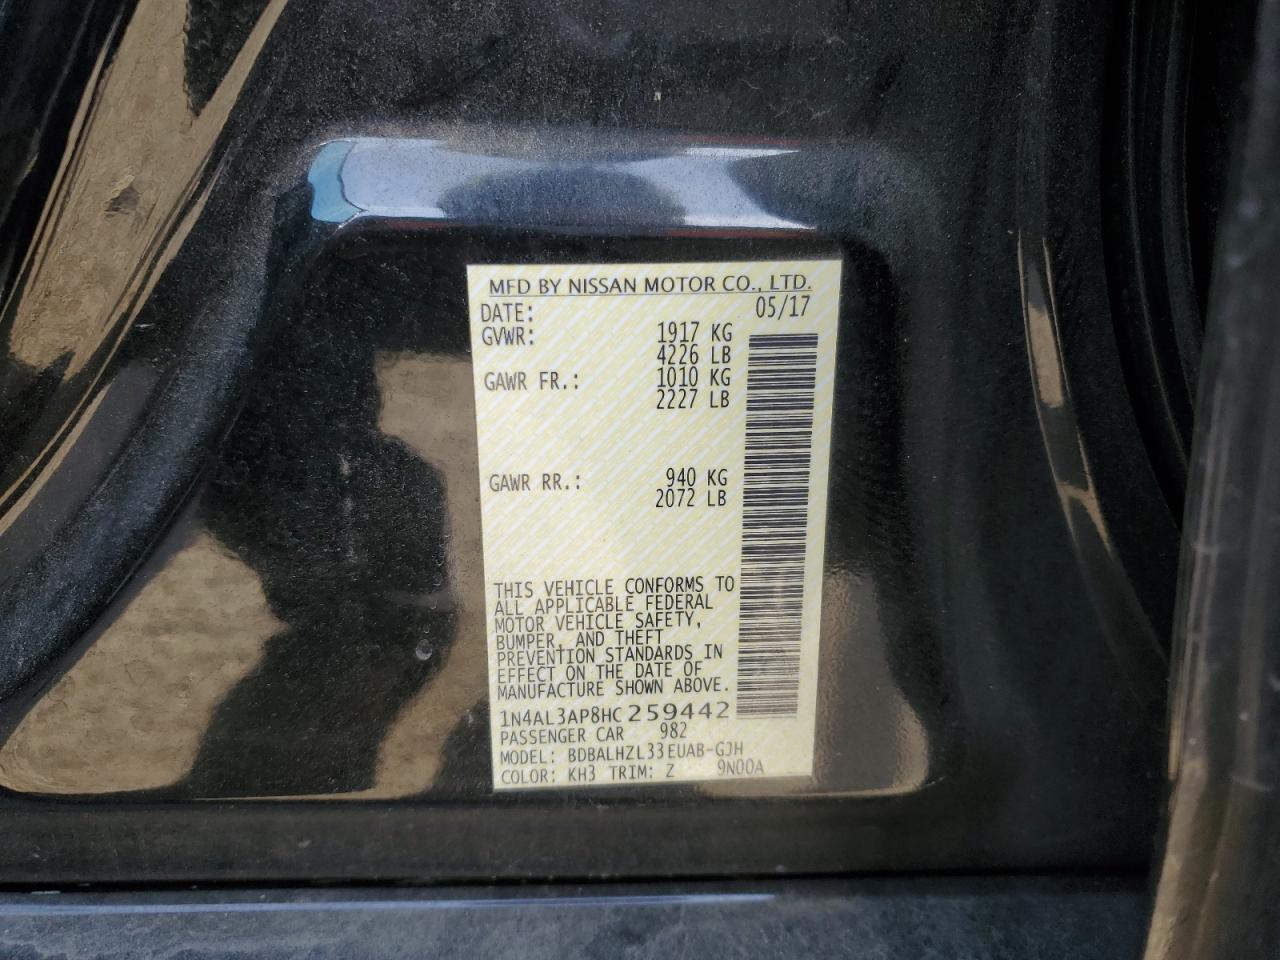 MFD BY NISSAN MOTOR CO., LTD.
DATE: 05/17
GVWR: 1917 KG
4226 LB
GAWR FR.: 1010 KG
2227 LB
GAWR RR.: 940 KG
2072 LB
THIS VEHICLE CONFORMS TO
ALL APPLICABLE FEDERAL
MOTOR VEHICLE SAFETY,
BUMPER, AND THEFT
PREVENTION STANDARDS IN
EFFECT ON THE DATE OF
MANUFACTURE SHOWN ABOVE.
1N4AL3AP8HC259442
PASSENGER CAR 982
MODEL: BDBALHZL33EUAB-GJH
COLOR: KH3 TRIM: Z 9N00A